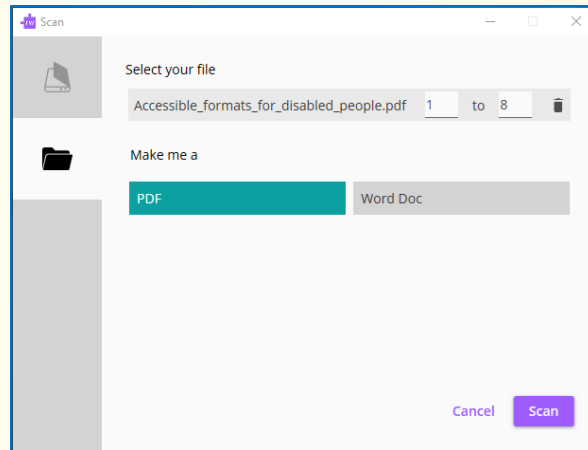 Scan
Select your file
Accessible_formats_for_disabled_people.pdf 1 to 8
Make me a
PDF Word Doc
Cancel Scan